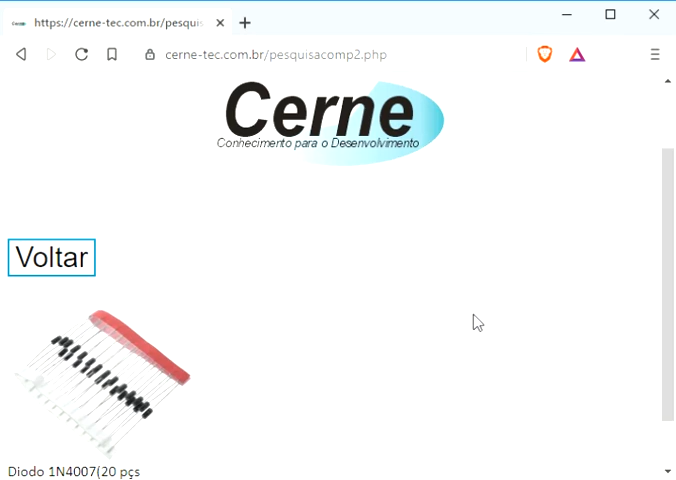 https://cerne-tec.com.br/pesquis
cerne-tec.com.br/pesquisacomp2.php
Cerne
Conhecimento para o Desenvolvimento
Voltar
Diodo 1N4007(20 pçs